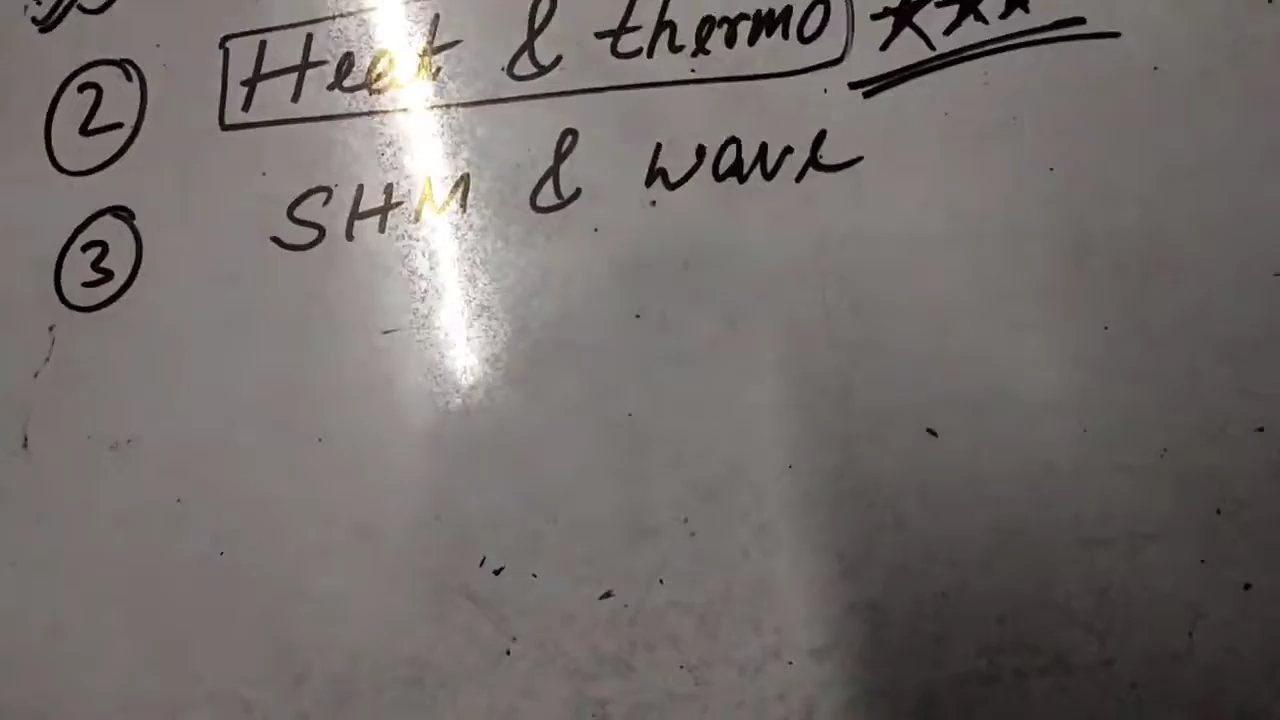 ② Heat & thermo ***
③ SHM & wave